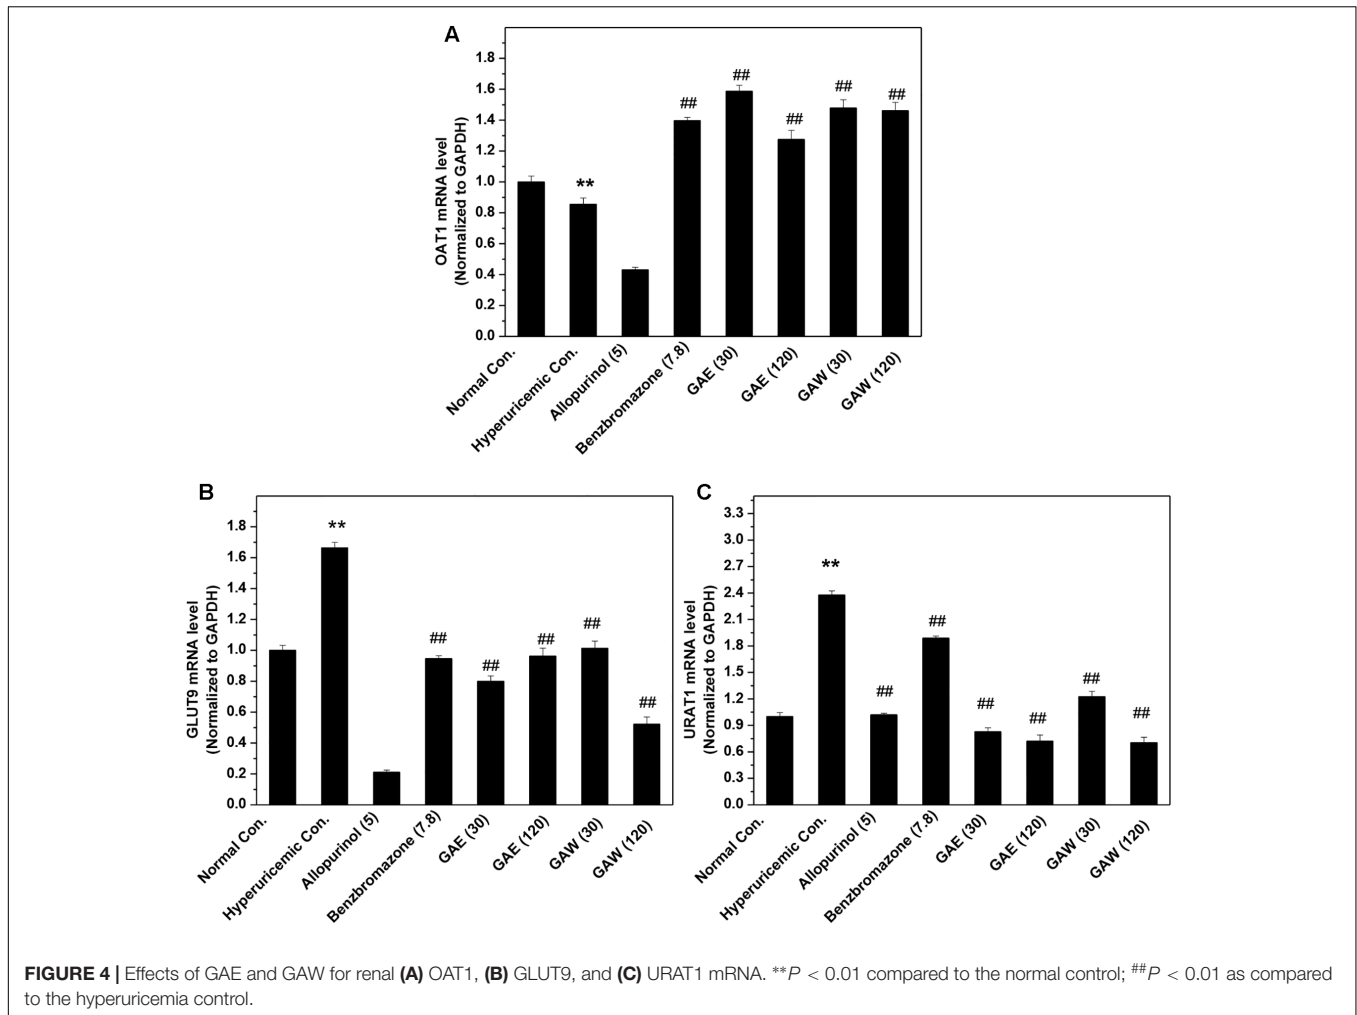 A
OAT1 mRNA level
(Normalized to GAPDH)
1.8
1.6
1.4
1.2
1.0
0.8
0.6
0.4
0.2
0.0
**
##
##
##
##
##
Normal Con.
Hyperuricemic Con.
Allopurinol (5)
Benzbromazone (7.8)
GAE (30)
GAE (120)
GAW (30)
GAW (120)
B
GLUT9 mRNA level
(Normalized to GAPDH)
1.8
1.6
1.4
1.2
1.0
0.8
0.6
0.4
0.2
0.0
**
##
##
##
##
##
Normal Con.
Hyperuricemic Con.
Allopurinol (5)
Benzbromazone (7.8)
GAE (30)
GAE (120)
GAW (30)
GAW (120)
C
URAT1 mRNA level
(Normalized to GAPDH)
3.3
3.0
2.7
2.4
2.1
1.8
1.5
1.2
0.9
0.6
0.3
0.0
**
##
##
##
##
##
##
Normal Con.
Hyperuricemic Con.
Allopurinol (5)
Benzbromazone (7.8)
GAE (30)
GAE (120)
GAW (30)
GAW (120)
FIGURE 4 | Effects of GAE and GAW for renal (A) OAT1, (B) GLUT9, and (C) URAT1 mRNA. **P < 0.01 compared to the normal control; ##P < 0.01 as compared
to the hyperuricemia control.